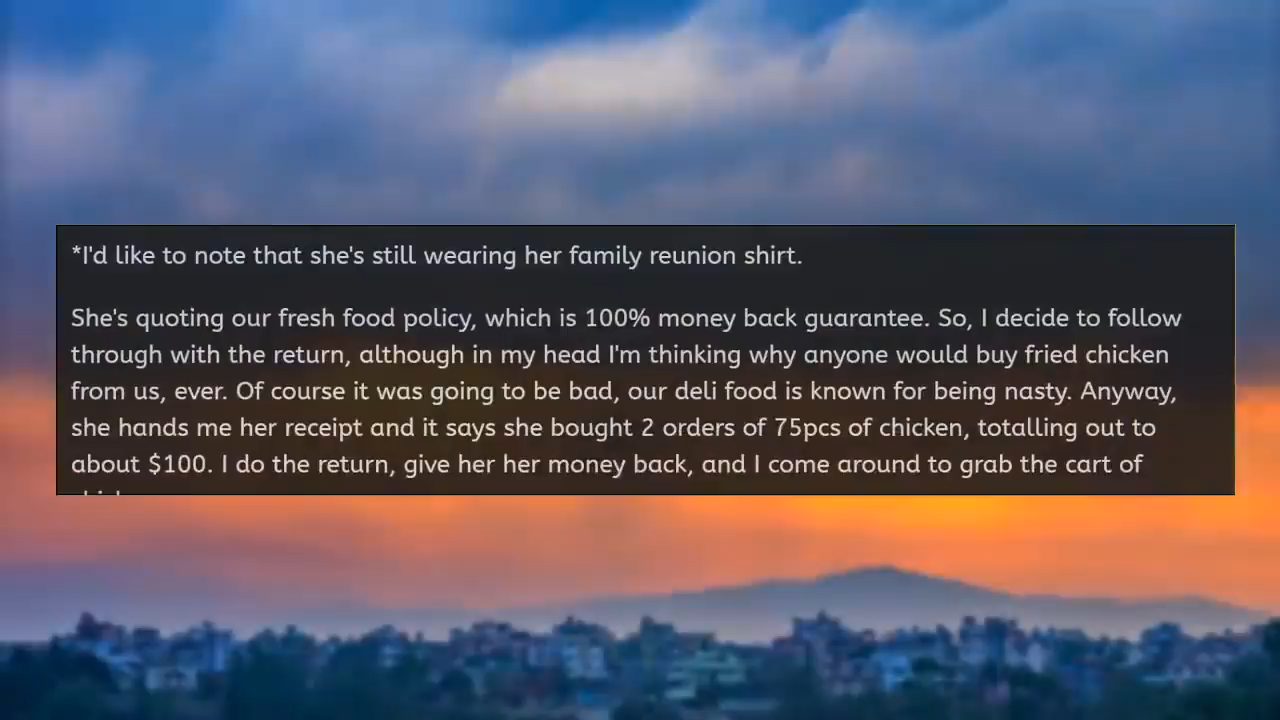 *I'd like to note that she's still wearing her family reunion shirt.
She's quoting our fresh food policy, which is 100% money back guarantee. So, I decide to follow
through with the return, although in my head I'm thinking why anyone would buy fried chicken
from us, ever. Of course it was going to be bad, our deli food is known for being nasty. Anyway,
she hands me her receipt and it says she bought 2 orders of 75pcs of chicken, totalling out to
about $100. I do the return, give her her money back, and I come around to grab the cart of